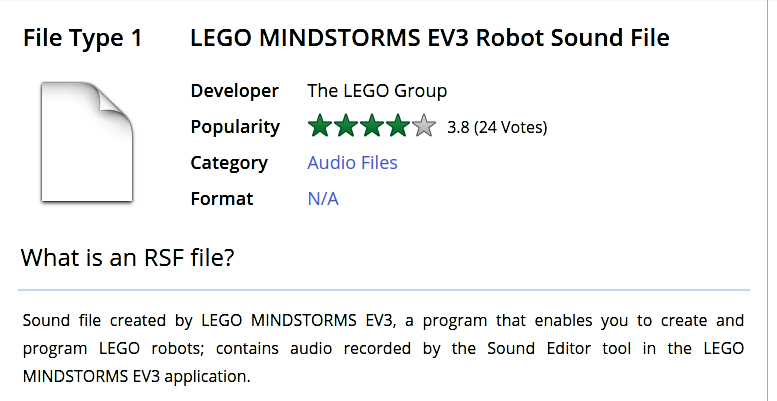 File Type 1 LEGO MINDSTORMS EV3 Robot Sound File
Developer The LEGO Group
Popularity 3.8 (24 Votes)
Category Audio Files
Format N/A
What is an RSF file?
Sound file created by LEGO MINDSTORMS EV3, a program that enables you to create and
program LEGO robots; contains audio recorded by the Sound Editor tool in the LEGO
MINDSTORMS EV3 application.